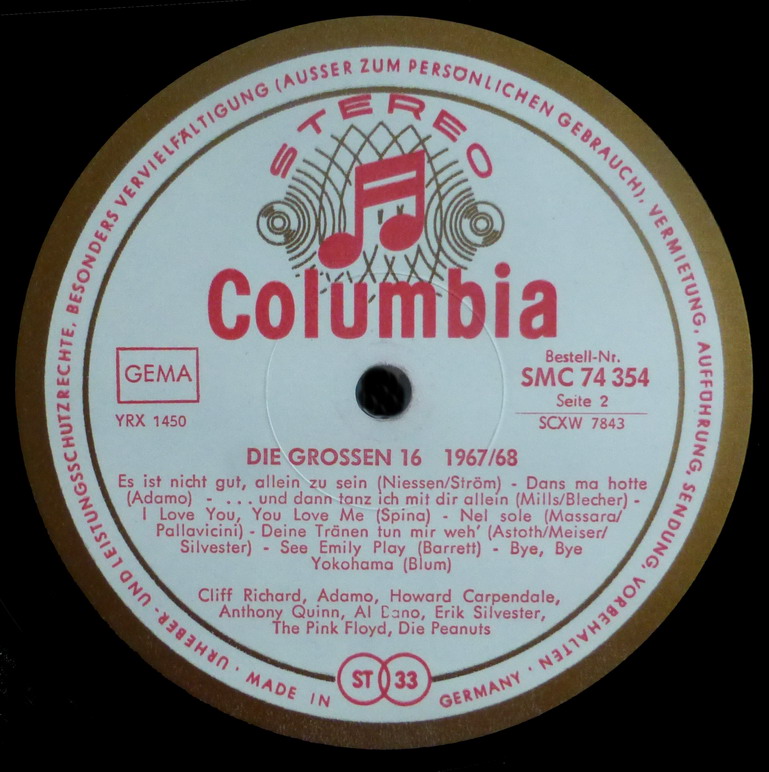 URHEBER- UND LEISTUNGSSCHUTZRECHTE, BESONDERS VERVIELFÄLTIGUNG (AUSSER ZUM PERSÖNLICHEN GEBRAUCH), VERMIETUNG, AUFFÜHRUNG, SENDUNG, VORBEHALTEN ·
STEREO
Columbia
GEMA
YRX 1450
Bestell-Nr.
SMC 74 354
Seite 2
SCXW 7843
DIE GROSSEN 16 1967/68
Es ist nicht gut, allein zu sein (Niessen/Ström) - Dans ma hotte
(Adamo) - ... und dann tanz ich mit dir allein (Mills/Blecher) -
I Love You, You Love Me (Spina) - Nel sole (Massara/
Pallavicini) - Deine Tränen tun mir weh' (Astoth/Meiser/
Silvester) - See Emily Play (Barrett) - Bye, Bye
Yokohama (Blum)
Cliff Richard, Adamo, Howard Carpendale,
Anthony Quinn, Al Bano, Erik Silvester,
The Pink Floyd, Die Peanuts
· MADE IN GERMANY ·
ST 33